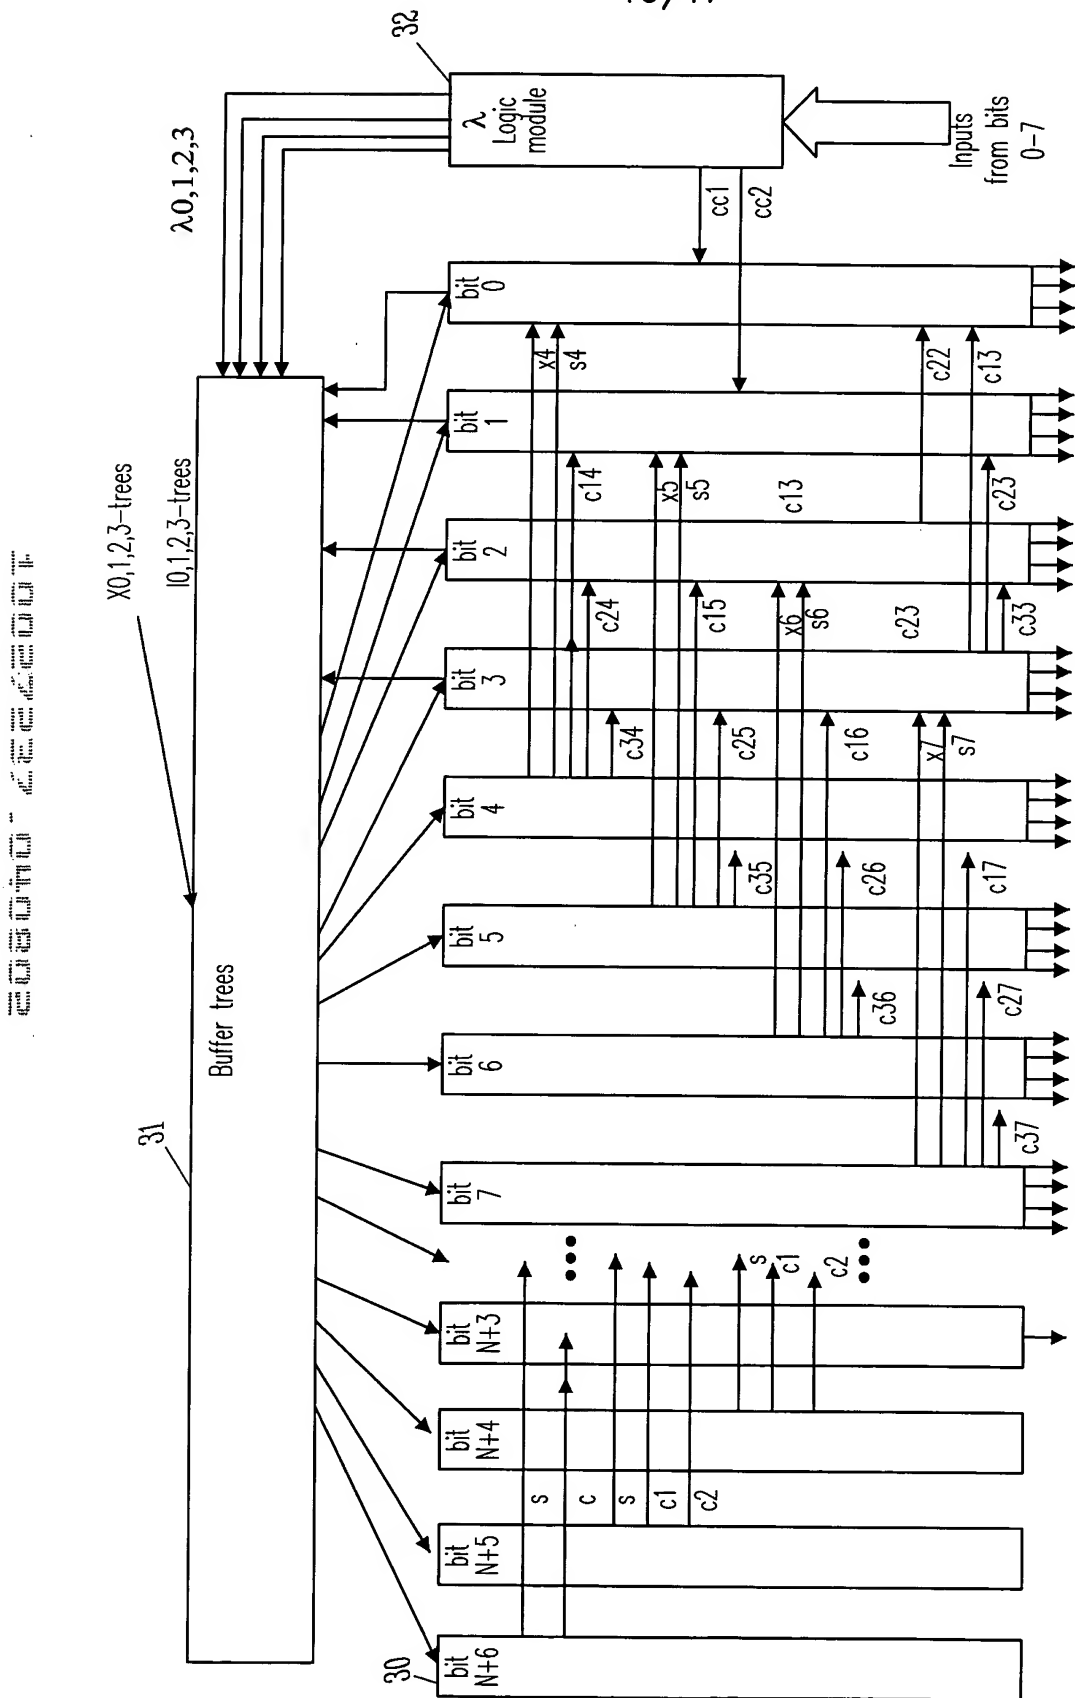 32
λ
Logic
module
λ0,1,2,3
Inputs
from bits
0-7
cc1
cc2
X0,1,2,3-trees
I0,1,2,3-trees
Buffer trees
31
bit
0
bit
1
bit
2
bit
3
bit
4
bit
5
bit
6
bit
7
bit
N+3
bit
N+4
bit
N+5
bit
N+6
30
x4
s4
c22
c13
c14
x5
s5
c13
c23
c24
c15
x6
s6
c23
c33
c34
c25
c16
x7
s7
c35
c26
c17
c36
c27
c37
s
c1
c2
•••
•••
s
c
s
c1
c2